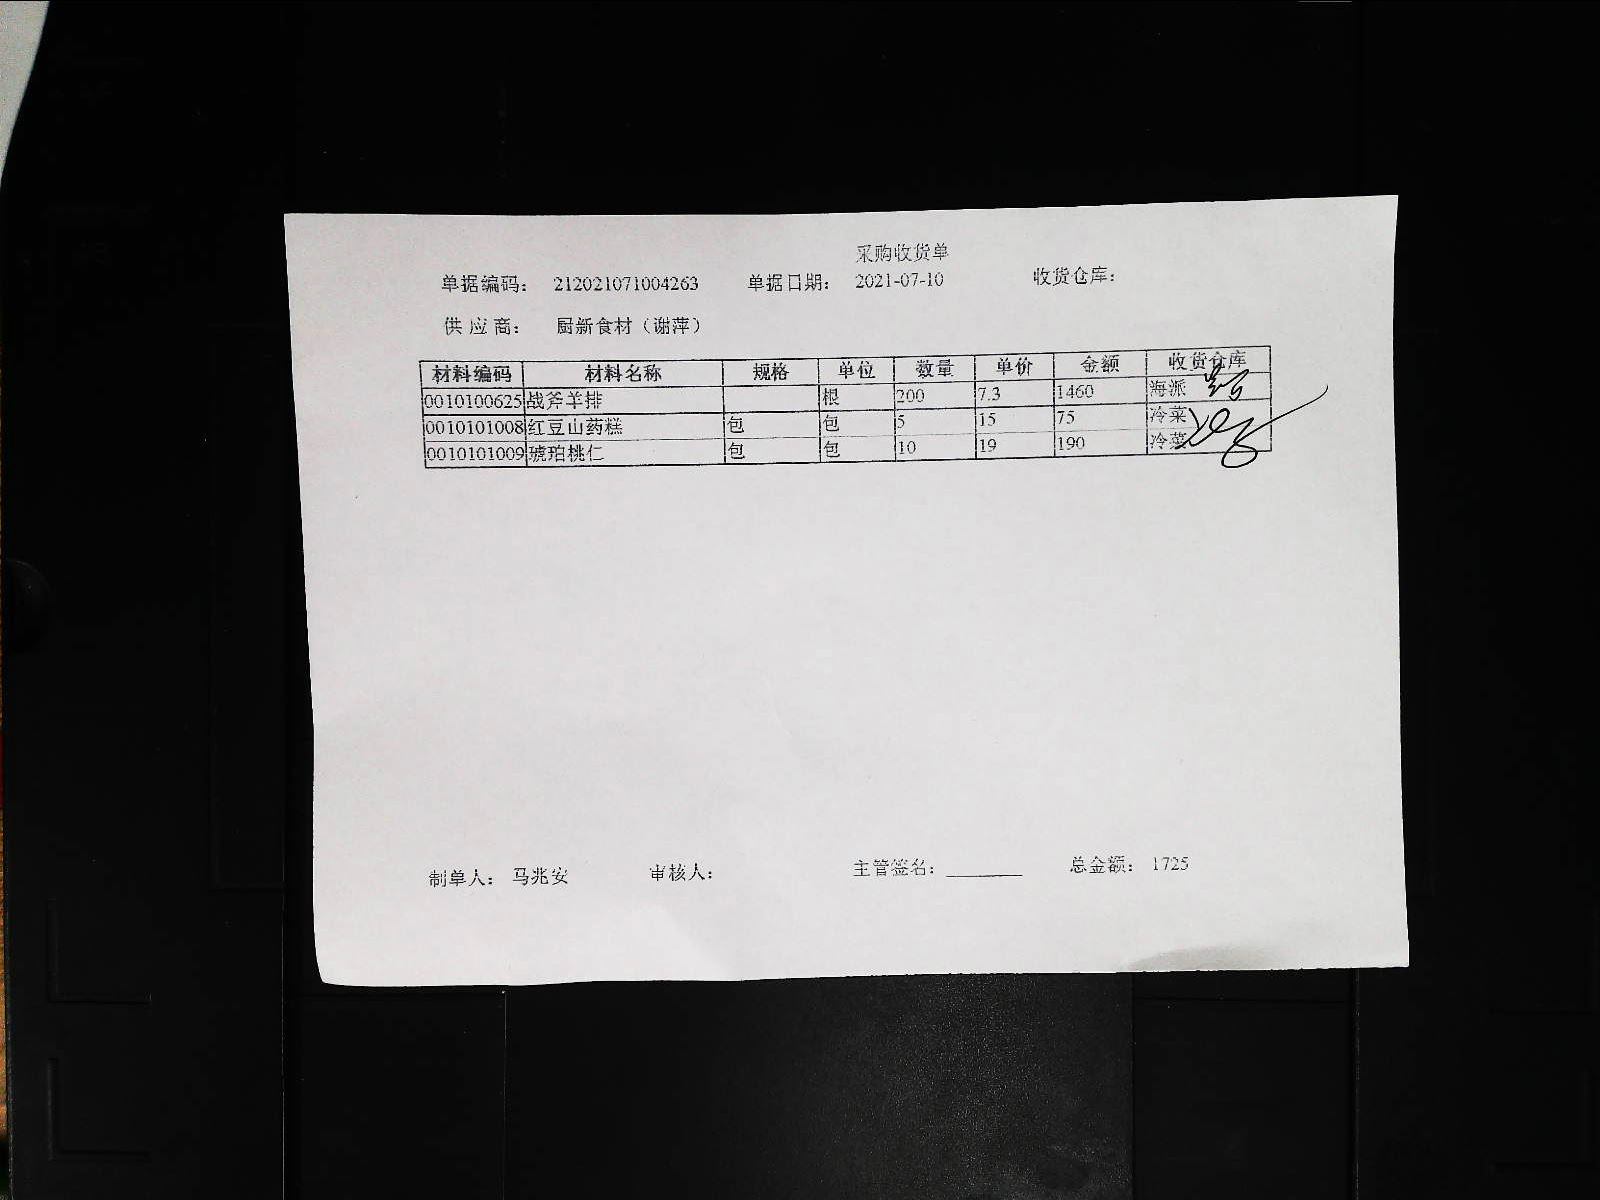 采购收货单
单据编码： 212021071004263 单据日期： 2021-07-10 收货仓库：
供应商： 厨新食材（谢萍）
材料编码 材料名称 规格 单位 数量 单价 金额 收货仓库
0010100625 战斧羊排 根 200 7.3 1460 海派
0010101008 红豆山药糕 包 包 5 15 75 冷菜
0010101009 琥珀桃仁 包 包 10 19 190 冷菜
制单人： 马兆安 审核人： 主管签名： 总金额： 1725